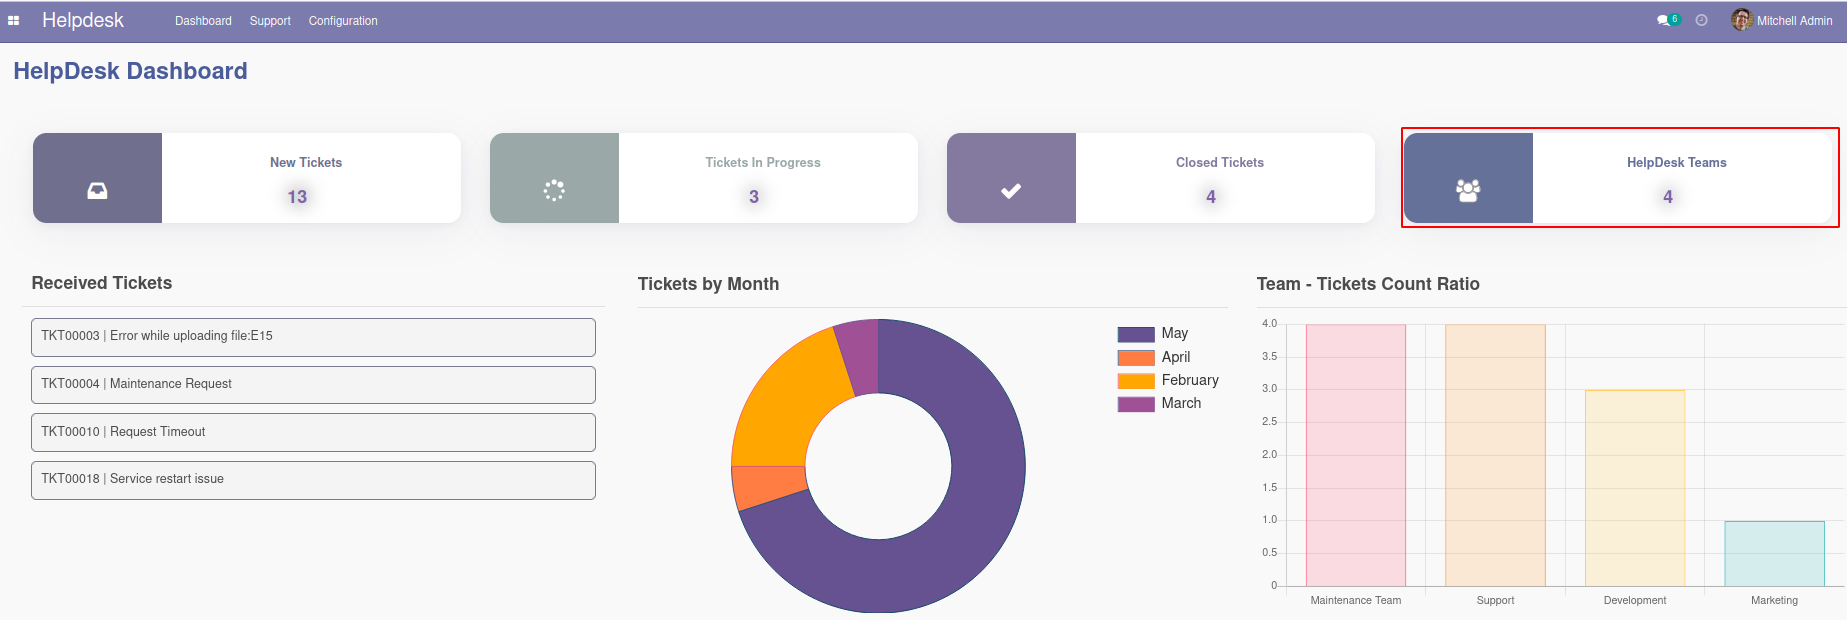 Helpdesk Dashboard Support Configuration 6 Mitchell Admin
HelpDesk Dashboard
New Tickets
13
Tickets In Progress
3
Closed Tickets
4
HelpDesk Teams
4
Received Tickets
TKT00003 | Error while uploading file:E15
TKT00004 | Maintenance Request
TKT00010 | Request Timeout
TKT00018 | Service restart issue
Tickets by Month
May
April
February
March
Team - Tickets Count Ratio
4.0
3.5
3.0
2.5
2.0
1.5
1.0
0.5
0
Maintenance Team Support Development Marketing